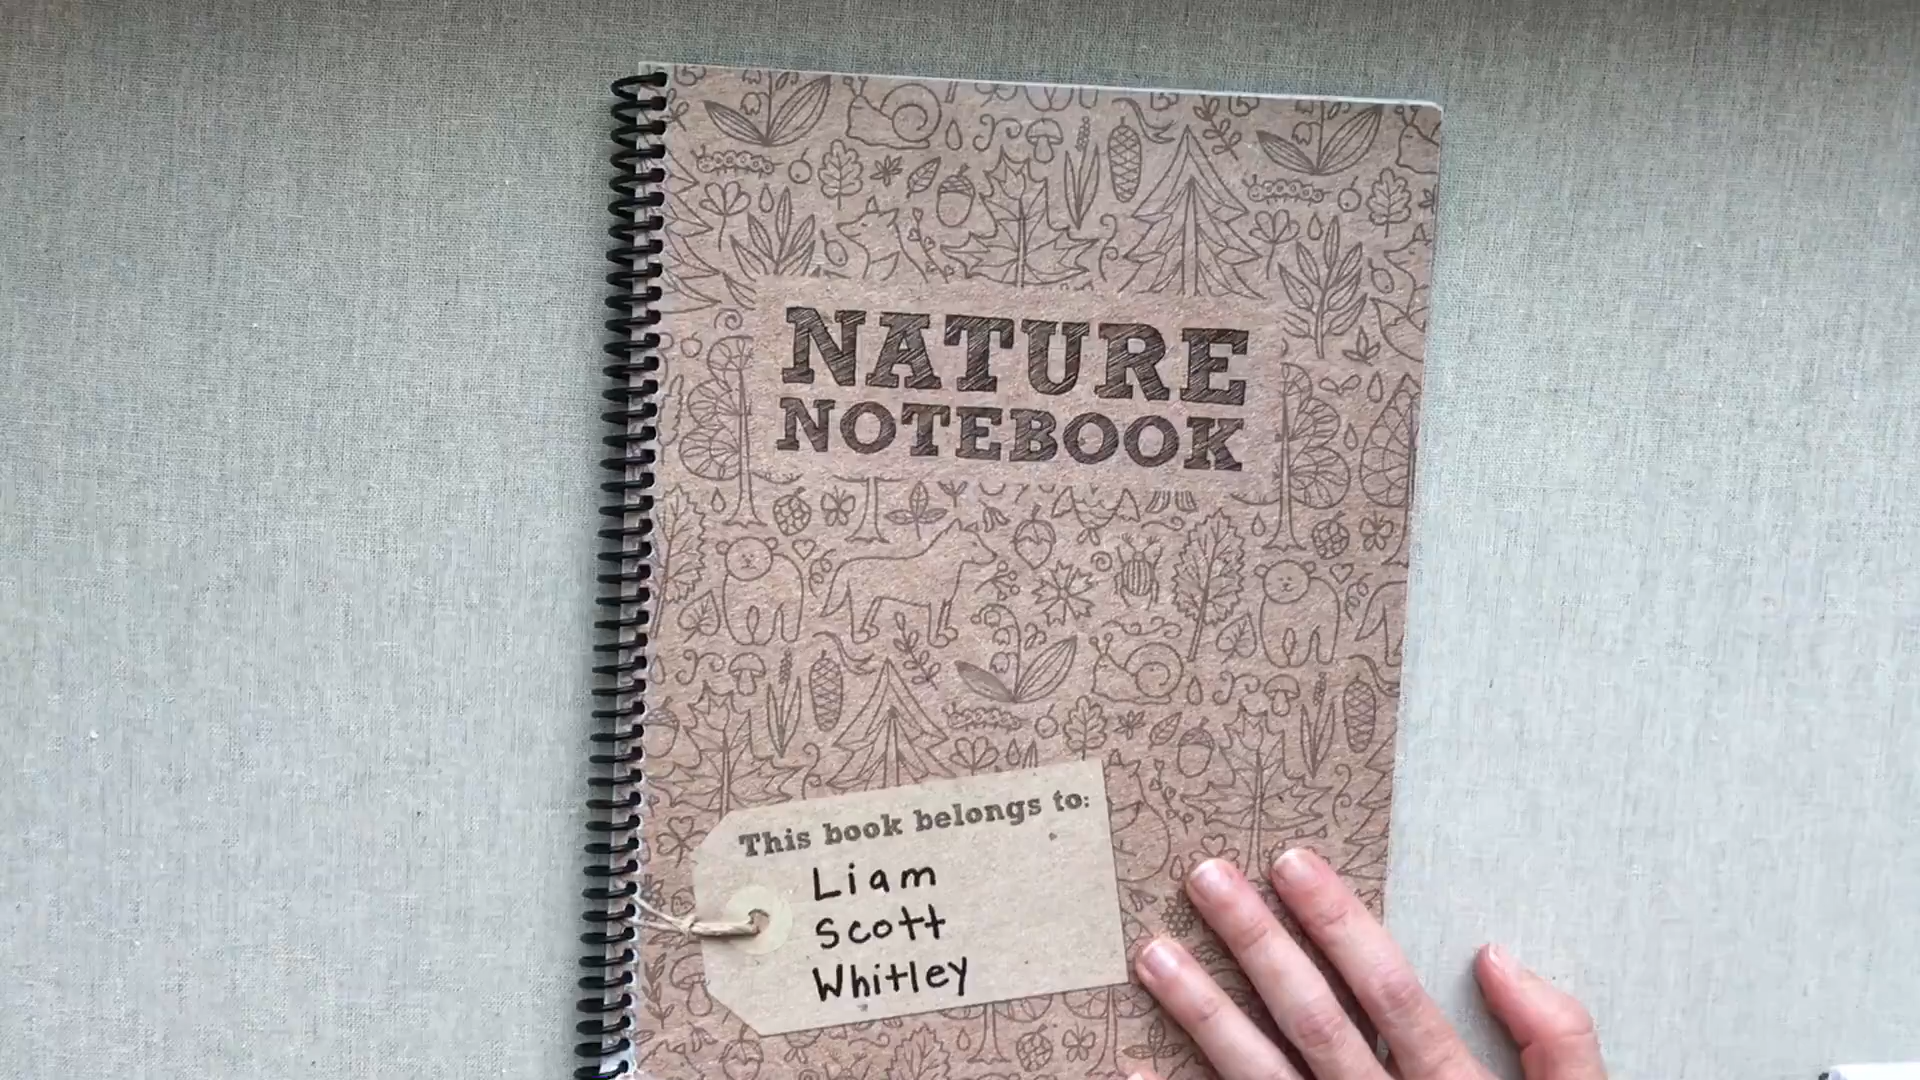 NATURE
NOTEBOOK
This book belongs to:
Liam
Scott
Whitley